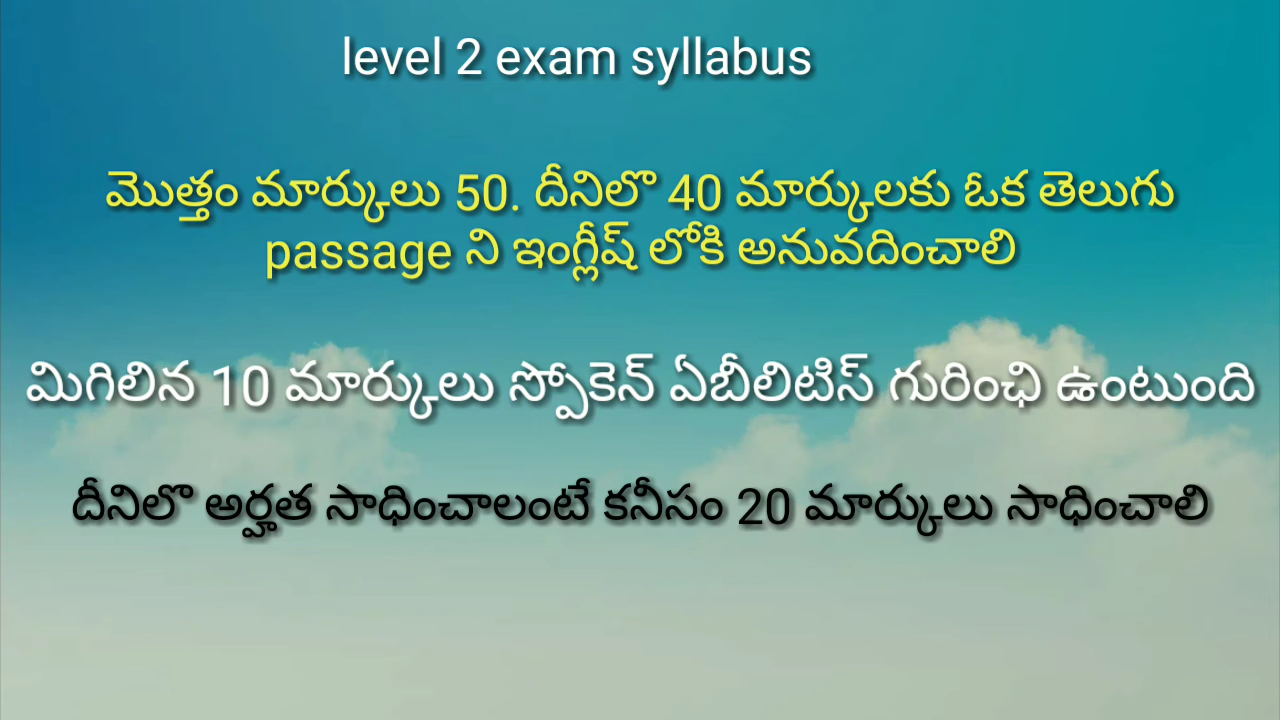 level 2 exam syllabus
మొత్తం మార్కులు 50. దీనిలొ 40 మార్కులకు ఓక తెలుగు
passage ని ఇంగ్లీష్ లోకి అనువదించాలి
మిగిలిన 10 మార్కులు స్పోకెన్ ఏబీలిటిస్ గురించి ఉంటుంది
దీనిలొ అర్హత సాధించాలంటే కనీసం 20 మార్కులు సాధించాలి